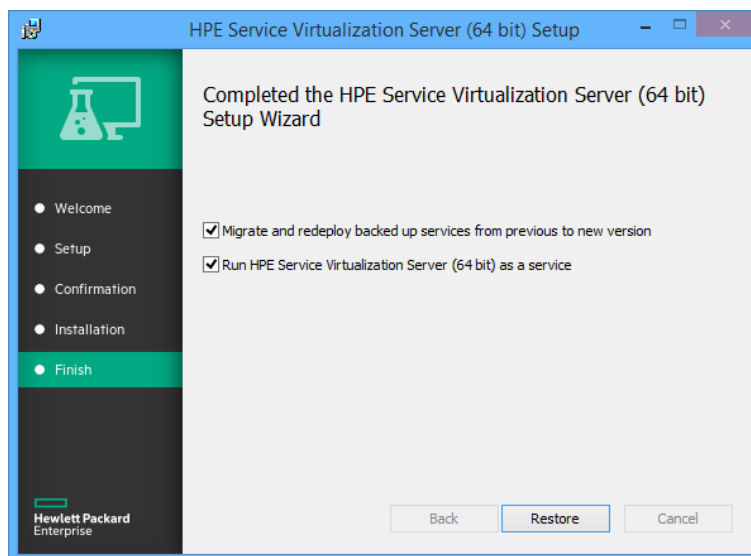 HPE Service Virtualization Server (64 bit) Setup
Completed the HPE Service Virtualization Server (64 bit)
Setup Wizard
Welcome
Setup
Confirmation
Installation
Finish
Migrate and redeploy backed up services from previous to new version
Run HPE Service Virtualization Server (64 bit) as a service
Hewlett Packard
Enterprise
Back
Restore
Cancel